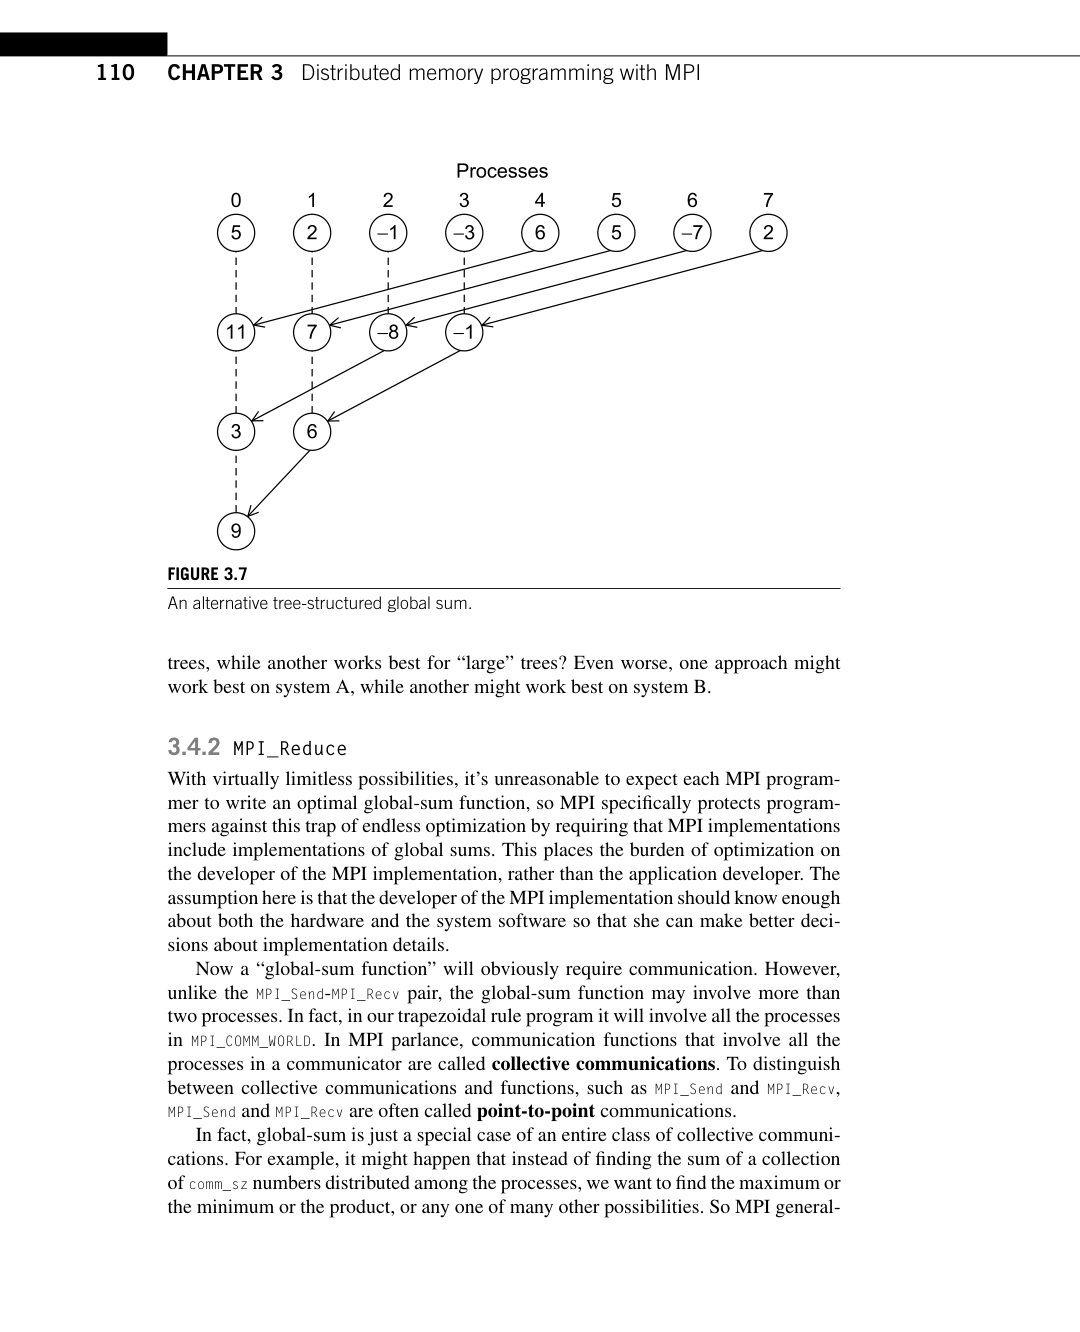 110 CHAPTER 3 Distributed memory programming with MPI
Processes
0 1 2 3 4 5 6 7
5 2 −1 −3 6 5 −7 2
11 7 −8 −1
3 6
9
FIGURE 3.7
An alternative tree-structured global sum.
trees, while another works best for “large” trees? Even worse, one approach might
work best on system A, while another might work best on system B.
3.4.2 MPI_Reduce
With virtually limitless possibilities, it’s unreasonable to expect each MPI program-
mer to write an optimal global-sum function, so MPI specifically protects program-
mers against this trap of endless optimization by requiring that MPI implementations
include implementations of global sums. This places the burden of optimization on
the developer of the MPI implementation, rather than the application developer. The
assumption here is that the developer of the MPI implementation should know enough
about both the hardware and the system software so that she can make better deci-
sions about implementation details.
Now a “global-sum function” will obviously require communication. However,
unlike the MPI_Send-MPI_Recv pair, the global-sum function may involve more than
two processes. In fact, in our trapezoidal rule program it will involve all the processes
in MPI_COMM_WORLD. In MPI parlance, communication functions that involve all the
processes in a communicator are called collective communications. To distinguish
between collective communications and functions, such as MPI_Send and MPI_Recv,
MPI_Send and MPI_Recv are often called point-to-point communications.
In fact, global-sum is just a special case of an entire class of collective communi-
cations. For example, it might happen that instead of finding the sum of a collection
of comm_sz numbers distributed among the processes, we want to find the maximum or
the minimum or the product, or any one of many other possibilities. So MPI general-